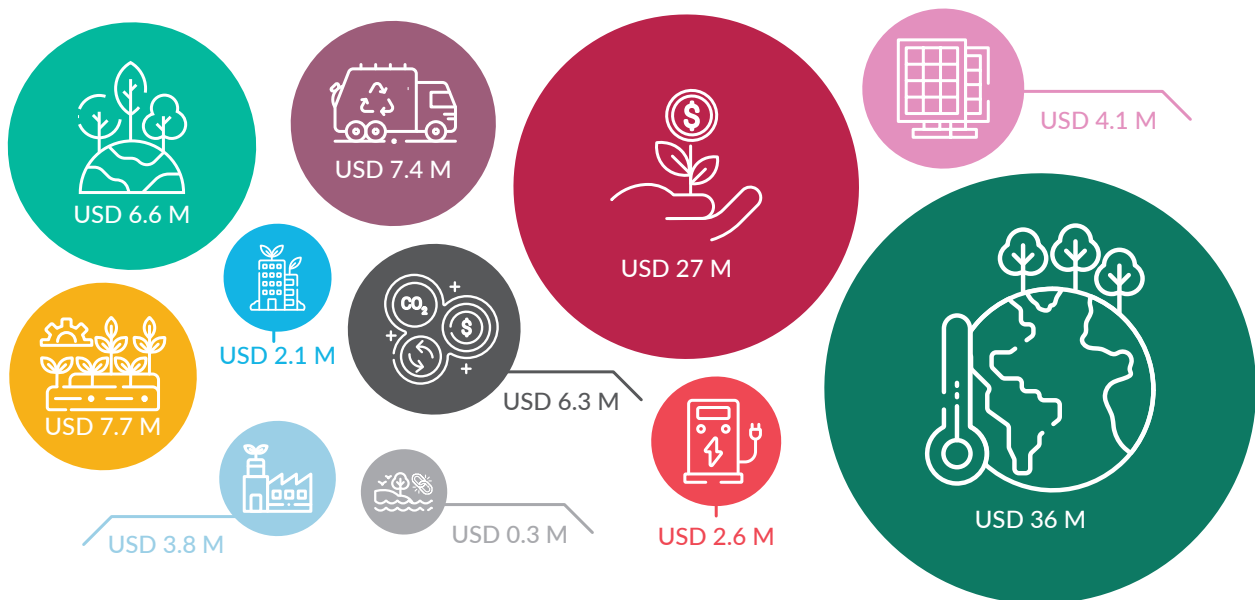 USD 6.6 M
USD 7.4 M
$
USD 27 M
USD 4.1 M
USD 2.1 M
CO₂
$
USD 6.3 M
USD 7.7 M
USD 3.8 M
USD 0.3 M
USD 2.6 M
USD 36 M